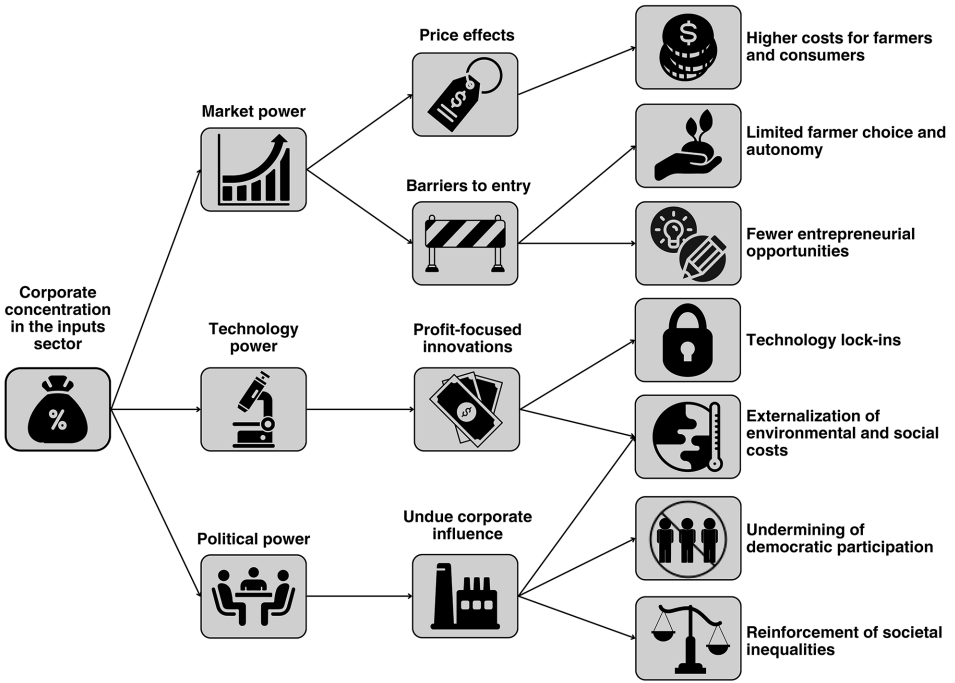 Price effects
Higher costs for farmers
and consumers
Market power
$
Limited farmer choice and
autonomy
Barriers to entry
Fewer entrepreneurial
opportunities
Corporate
concentration
in the inputs
sector
Technology
power
Profit-focused
innovations
Technology lock-ins
%
$
Externalization of
environmental and social
costs
Undue corporate
influence
Political power
Undermining of
democratic participation
Reinforcement of societal
inequalities
$